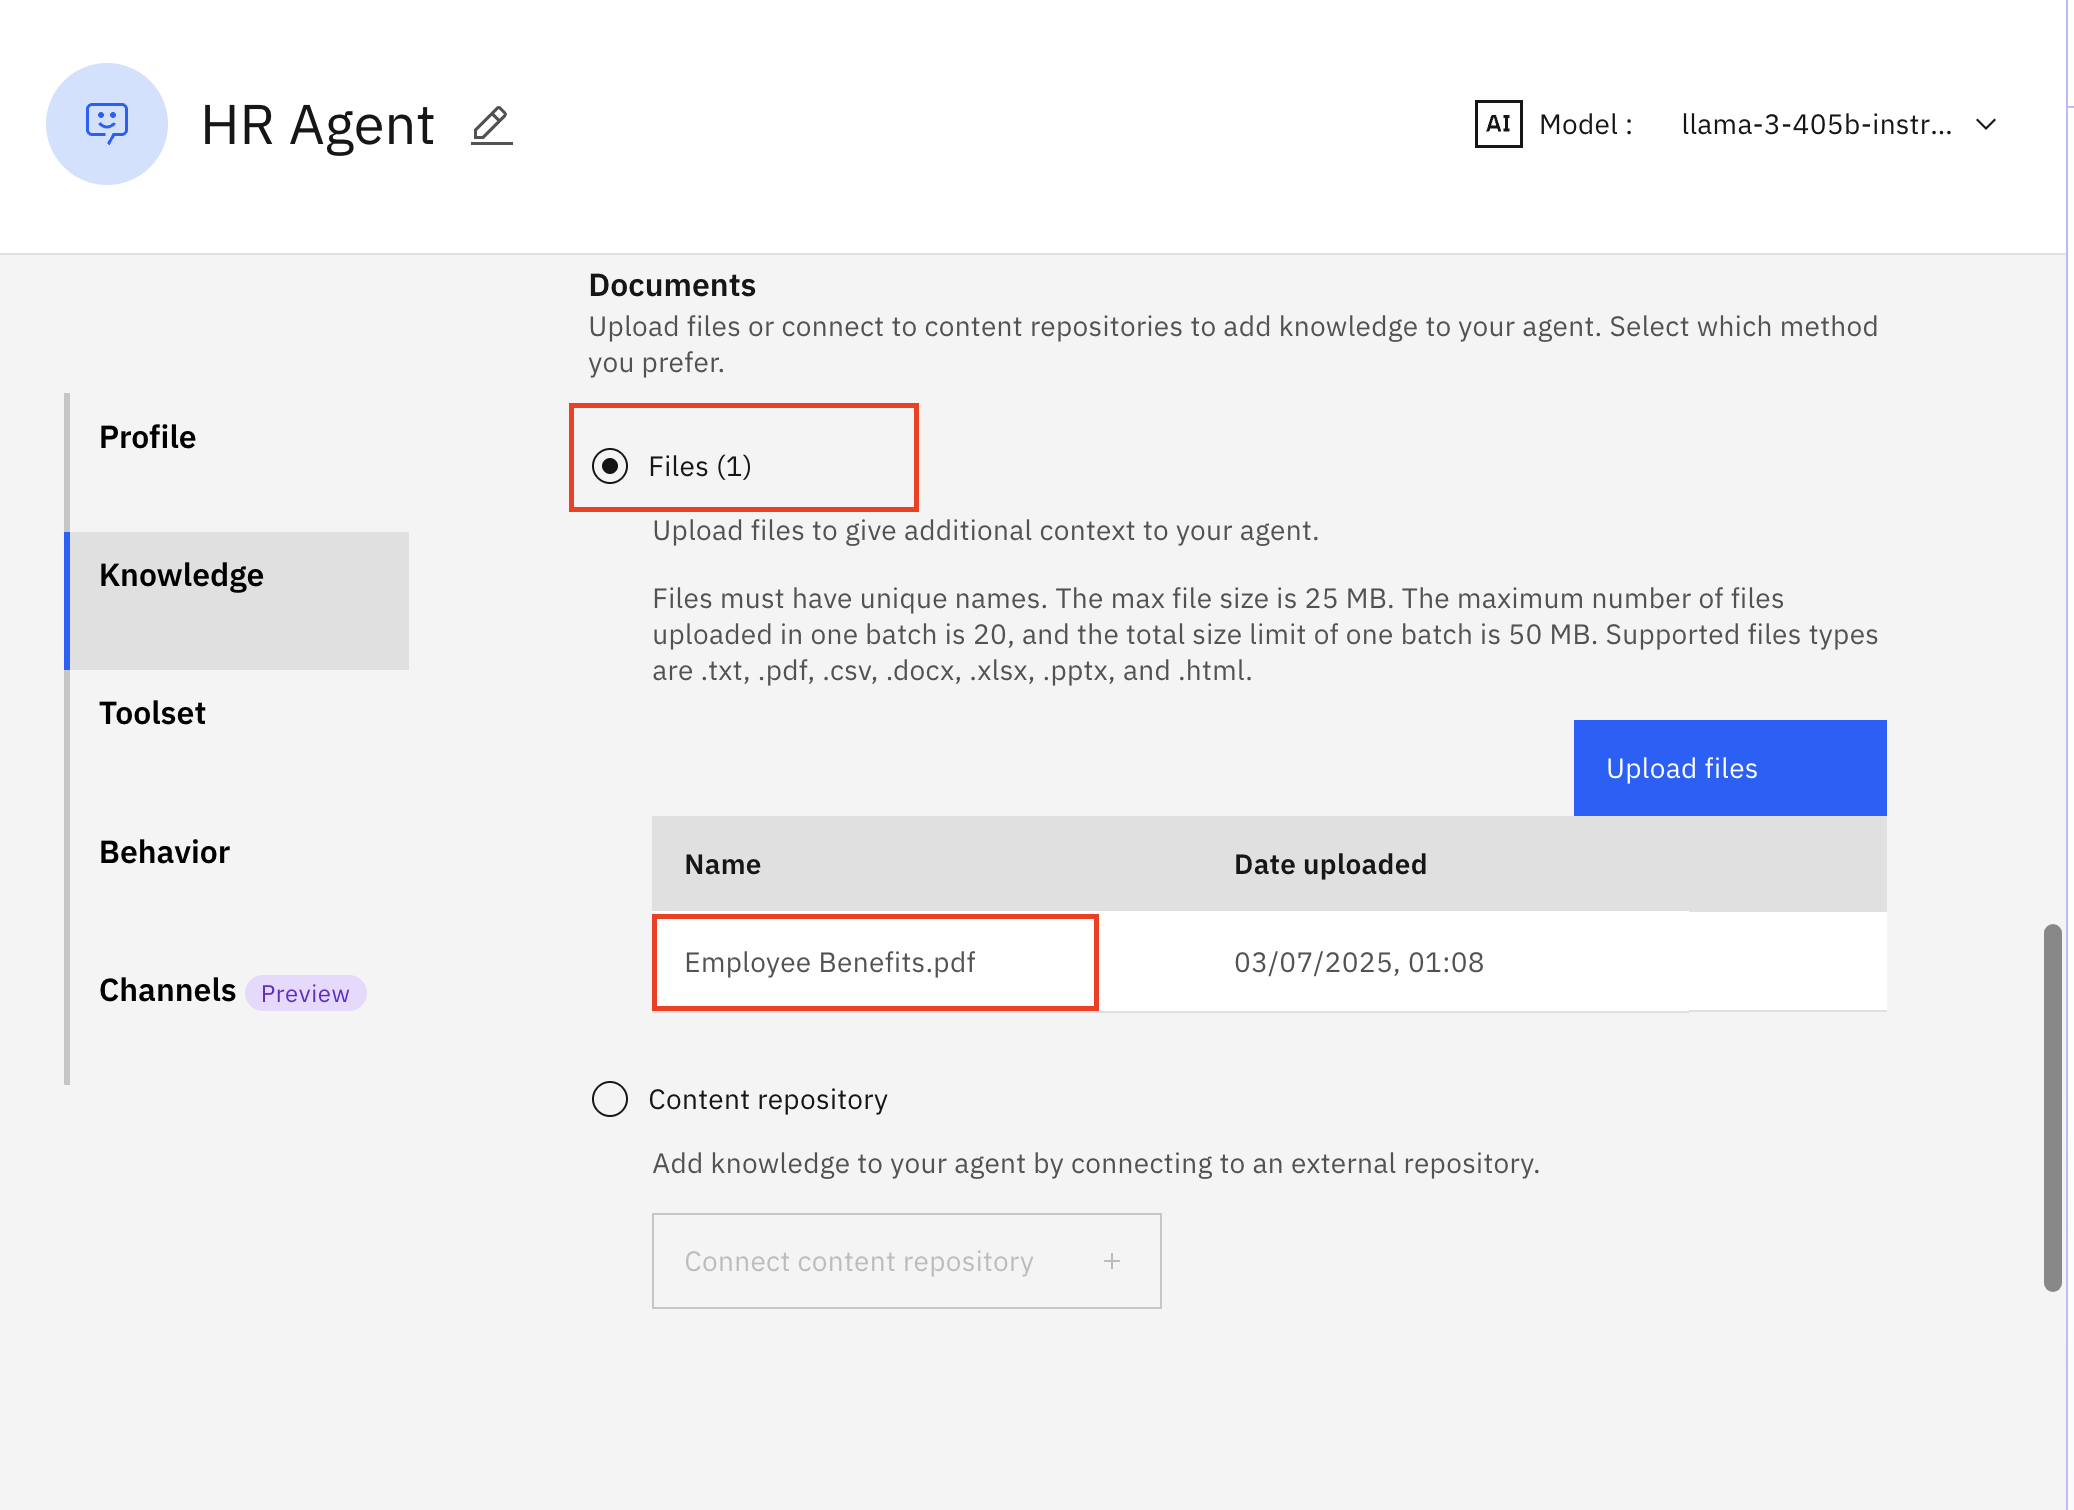 HR Agent
AI Model : llama-3-405b-instr...
Documents
Upload files or connect to content repositories to add knowledge to your agent. Select which method
you prefer.
Profile
Knowledge
Toolset
Behavior
Channels Preview
Files (1)
Upload files to give additional context to your agent.
Files must have unique names. The max file size is 25 MB. The maximum number of files
uploaded in one batch is 20, and the total size limit of one batch is 50 MB. Supported files types
are .txt, .pdf, .csv, .docx, .xlsx, .pptx, and .html.
Upload files
Name Date uploaded
Employee Benefits.pdf 03/07/2025, 01:08
Content repository
Add knowledge to your agent by connecting to an external repository.
Connect content repository +